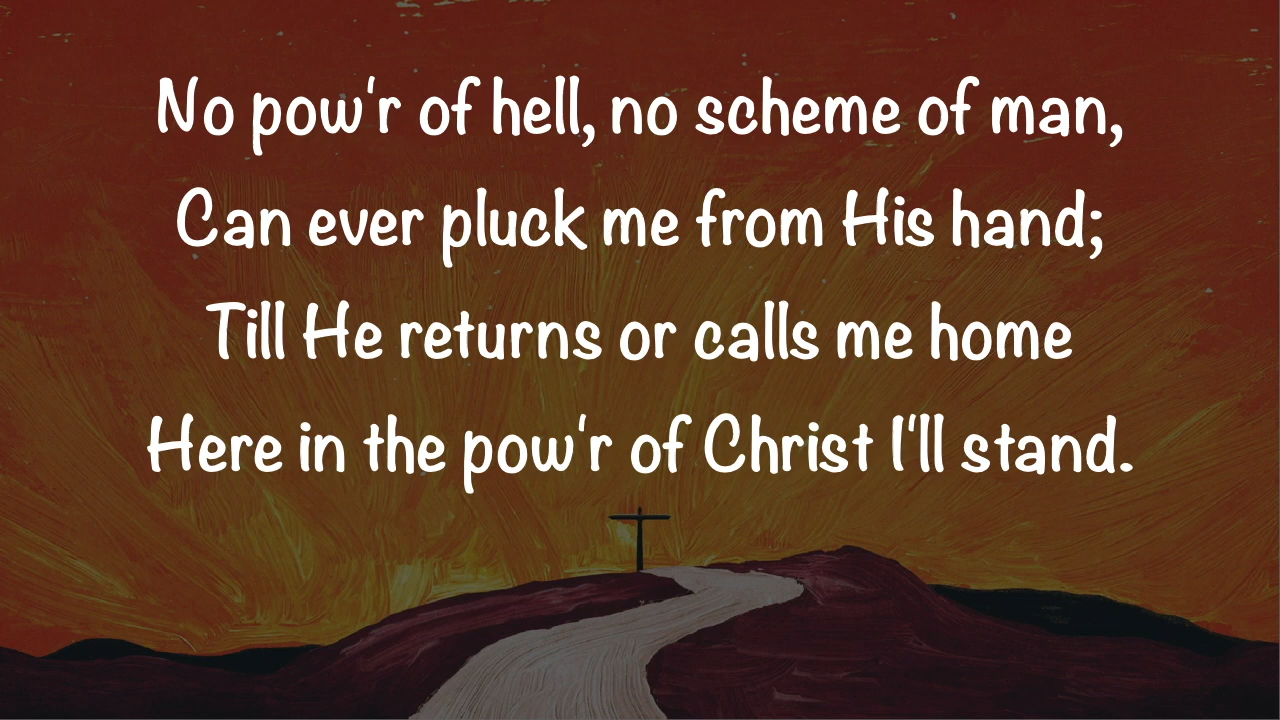 No pow'r of hell, no scheme of man,
Can ever pluck me from His hand;
Till He returns or calls me home
Here in the pow'r of Christ I'll stand.